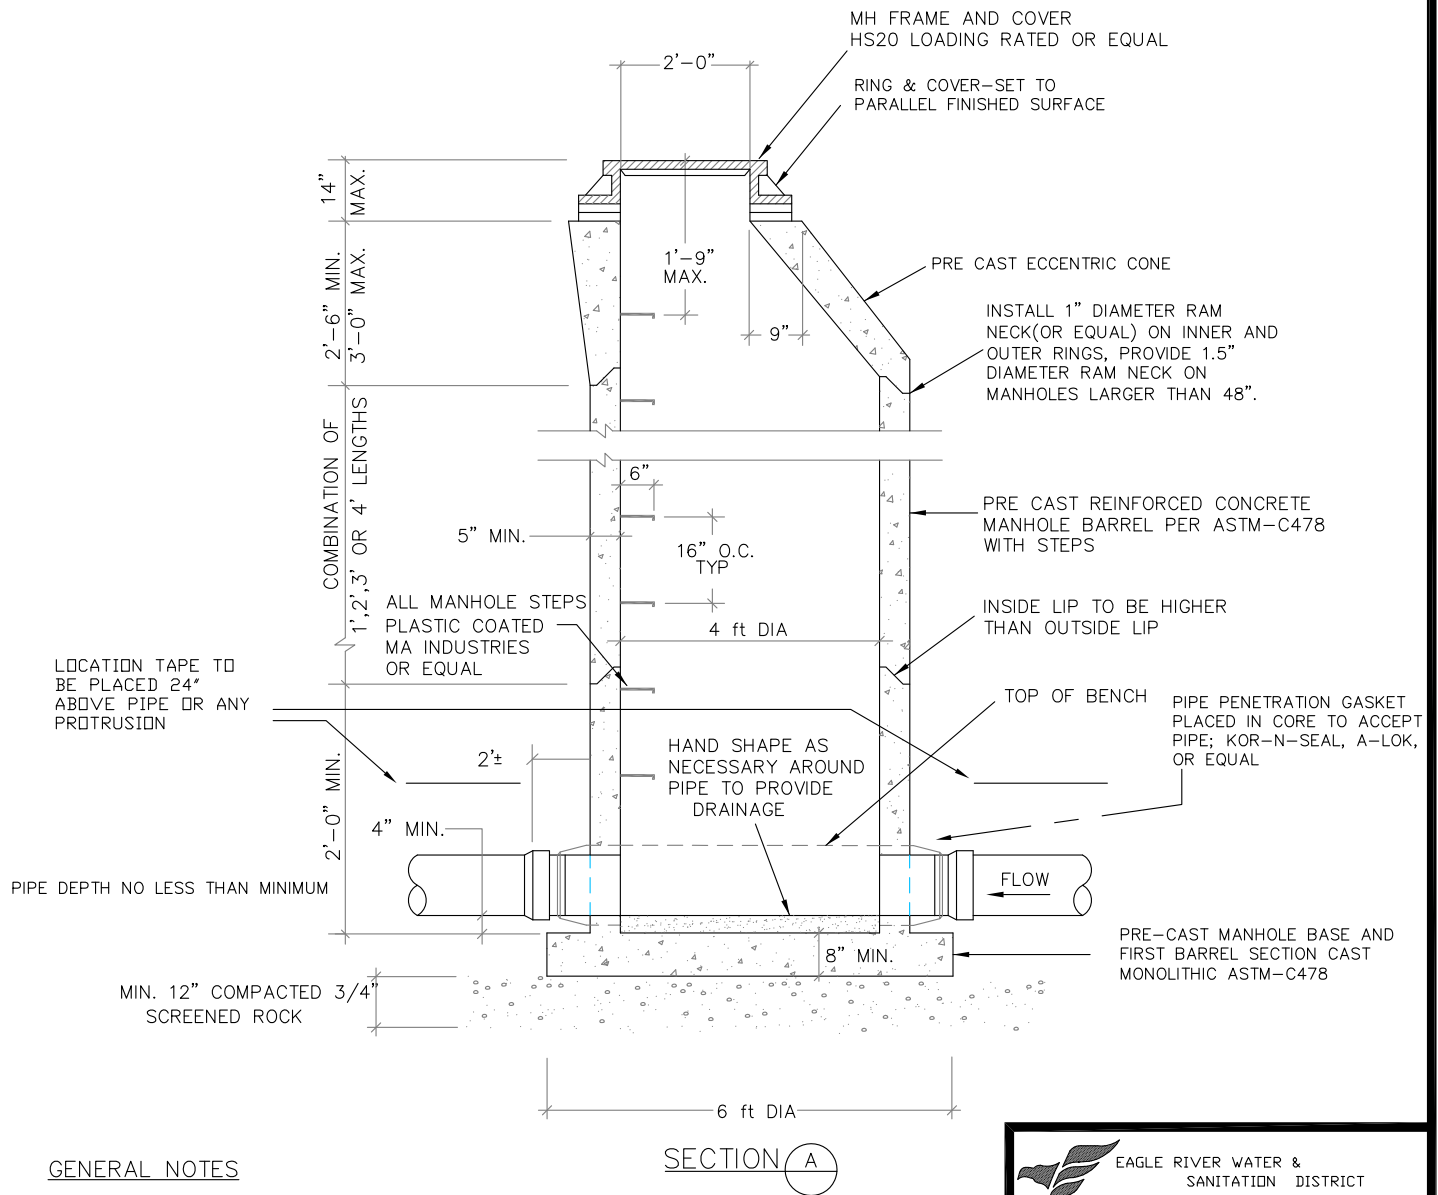 MH FRAME AND COVER
HS20 LOADING RATED OR EQUAL
2'-0"
RING & COVER-SET TO
PARALLEL FINISHED SURFACE
14"
MAX.
1'-9"
MAX.
2'-6" MIN.
3'-0" MAX.
PRE CAST ECCENTRIC CONE
9"
INSTALL 1" DIAMETER RAM
NECK(OR EQUAL) ON INNER AND
OUTER RINGS, PROVIDE 1.5"
DIAMETER RAM NECK ON
MANHOLES LARGER THAN 48".
COMBINATION OF
1',2',3' OR 4' LENGTHS
6"
5" MIN.
16" O.C.
TYP
PRE CAST REINFORCED CONCRETE
MANHOLE BARREL PER ASTM-C478
WITH STEPS
ALL MANHOLE STEPS
PLASTIC COATED
MA INDUSTRIES
OR EQUAL
4 ft DIA
INSIDE LIP TO BE HIGHER
THAN OUTSIDE LIP
LOCATION TAPE TO
BE PLACED 24"
ABOVE PIPE OR ANY
PROTRUSION
TOP OF BENCH
PIPE PENETRATION GASKET
PLACED IN CORE TO ACCEPT
PIPE; KOR-N-SEAL, A-LOK,
OR EQUAL
2'±
HAND SHAPE AS
NECESSARY AROUND
PIPE TO PROVIDE
DRAINAGE
2'-0" MIN.
4" MIN.
PIPE DEPTH NO LESS THAN MINIMUM
FLOW
8" MIN.
PRE-CAST MANHOLE BASE AND
FIRST BARREL SECTION CAST
MONOLITHIC ASTM-C478
MIN. 12" COMPACTED 3/4"
SCREENED ROCK
6 ft DIA
GENERAL NOTES
SECTION A
EAGLE RIVER WATER &
SANITATION DISTRICT